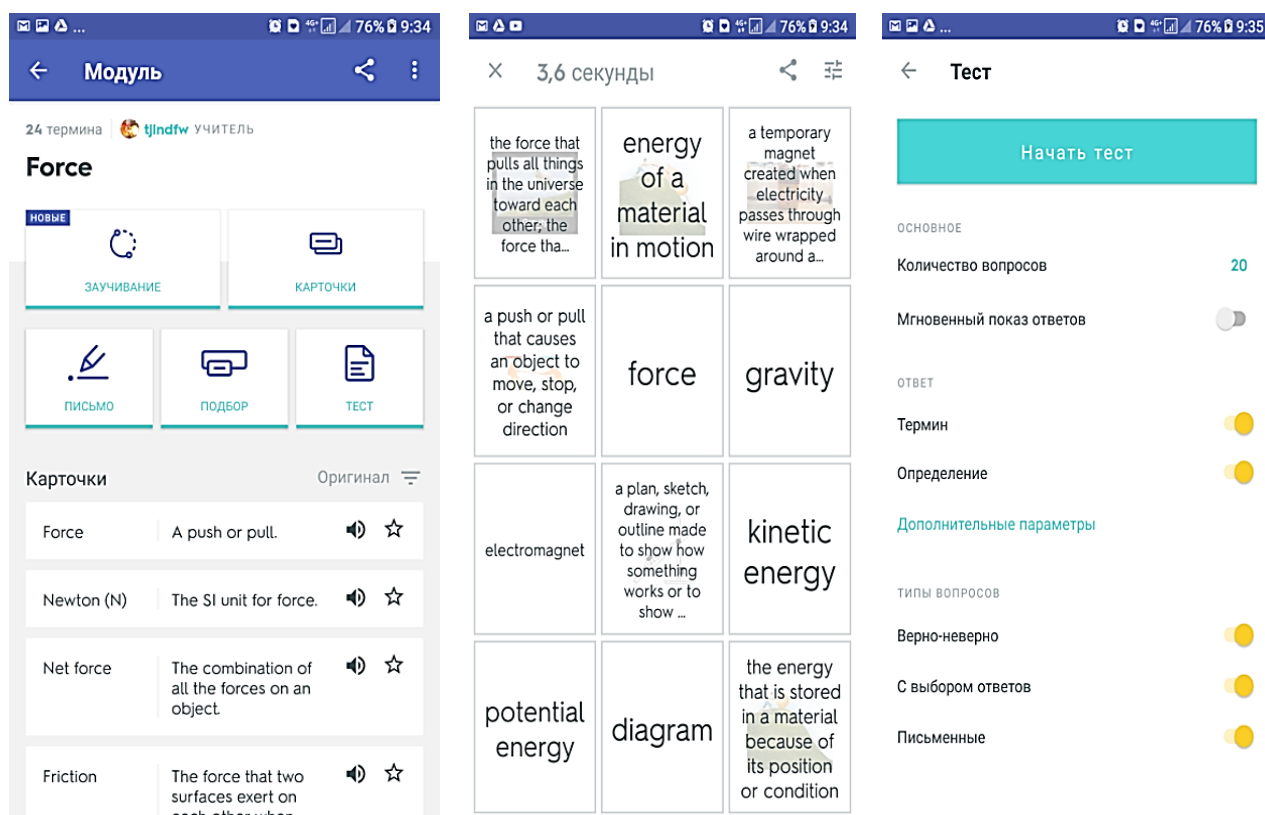 ... 4G+ 76% 9:34
Модуль
24 термина tjlndfw УЧИТЕЛЬ
Force
НОВЫЕ
ЗАУЧИВАНИЕ
КАРТОЧКИ
ПИСЬМО
ПОДБОР
ТЕСТ
Карточки
Оригинал
Force
A push or pull.
Newton (N)
The SI unit for force.
Net force
The combination of
all the forces on an
object.
Friction
The force that two
surfaces exert on
each other when
4G+ 76% 9:34
3,6 секунды
the force that
pulls all things
in the universe
toward each
other; the
force tha...
energy
of a
material
in motion
a temporary
magnet
created when
electricity
passes through
wire wrapped
around a...
a push or pull
that causes
an object to
move, stop,
or change
direction
force
gravity
electromagnet
a plan, sketch,
drawing, or
outline made
to show how
something
works or to
show ...
kinetic
energy
potential
energy
diagram
the energy
that is stored
in a material
because of
its position
or condition
... 4G+ 76% 9:35
Тест
Начать тест
ОСНОВНОЕ
Количество вопросов 20
Мгновенный показ ответов
ОТВЕТ
Термин
Определение
Дополнительные параметры
ТИПЫ ВОПРОСОВ
Верно-неверно
С выбором ответов
Письменные